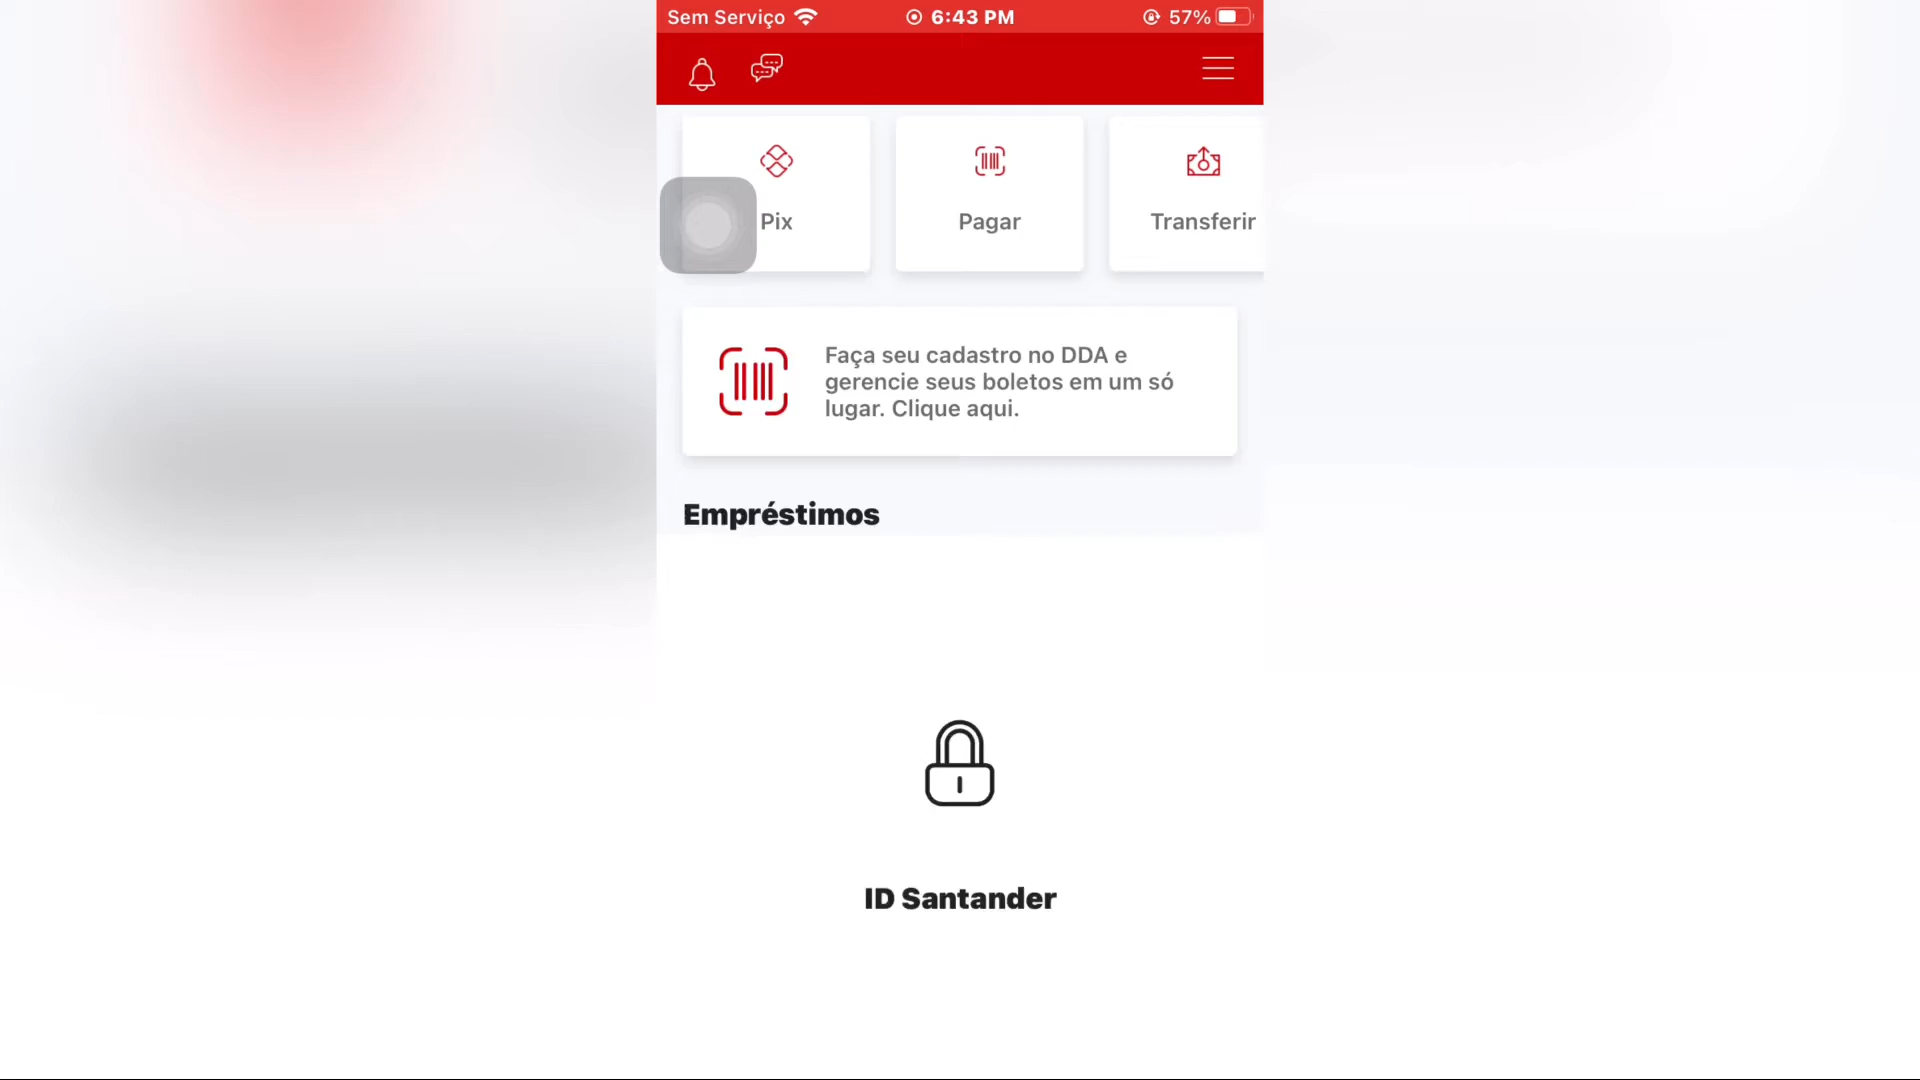 Sem Serviço
6:43 PM
57%
Pix
Pagar
Transferir
Faça seu cadastro no DDA e
gerencie seus boletos em um só
lugar. Clique aqui.
Empréstimos
ID Santander